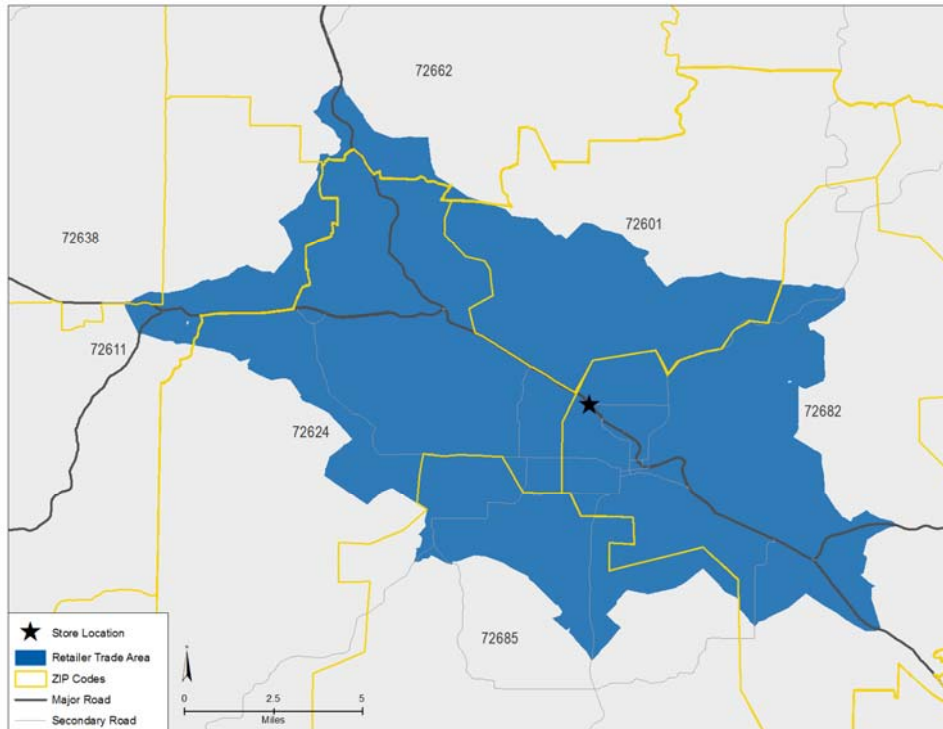 72662
72601
72638
72611
72682
72624
72685
Store Location
Retailer Trade Area
ZIP Codes
Major Road
Secondary Road
0 2.5 5
Miles